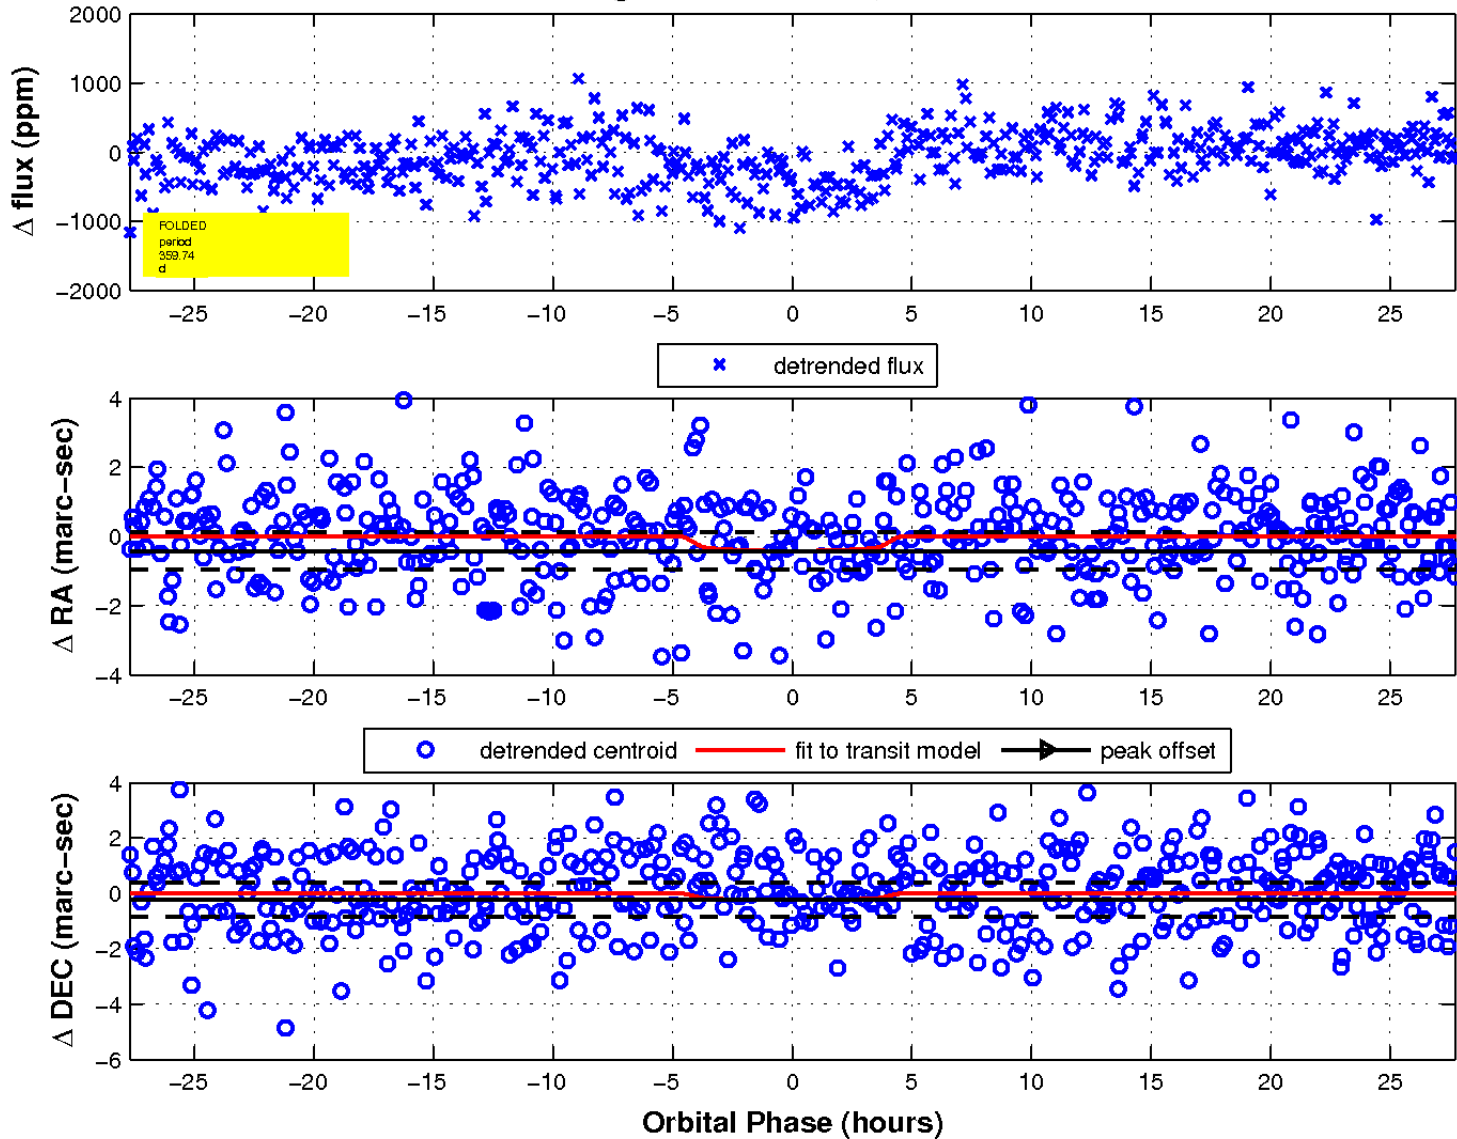 2000
1000
0
−1000
−2000
Δ flux (ppm)
FOLDED
period
359.74
d
−25 −20 −15 −10 −5 0 5 10 15 20 25
detrended flux
4
2
0
−2
−4
Δ RA (marc−sec)
−25 −20 −15 −10 −5 0 5 10 15 20 25
detrended centroid fit to transit model peak offset
4
2
0
−2
−4
−6
Δ DEC (marc−sec)
−25 −20 −15 −10 −5 0 5 10 15 20 25
Orbital Phase (hours)